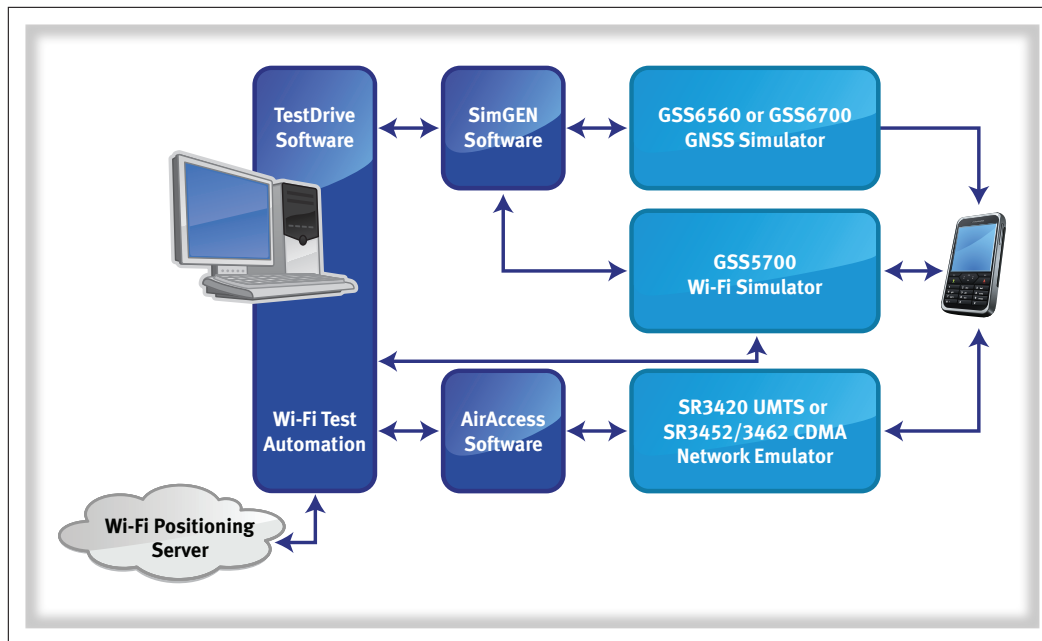 TestDrive
Software
SimGEN
Software
GSS6560 or GSS6700
GNSS Simulator
GSS5700
Wi-Fi Simulator
Wi-Fi Test
Automation
AirAccess
Software
SR3420 UMTS or
SR3452/3462 CDMA
Network Emulator
Wi-Fi Positioning
Server